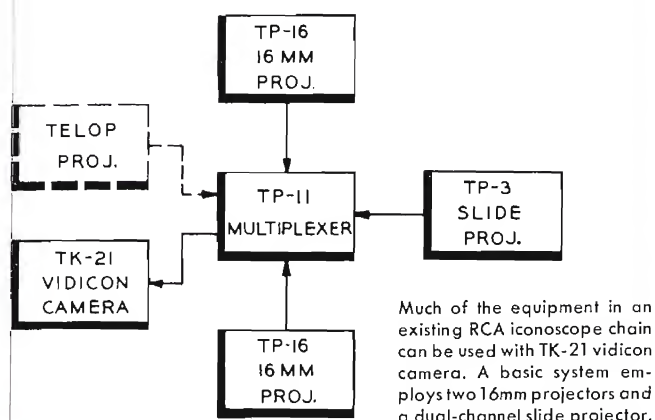 TP-16
16 MM
PROJ.
TELOP
PROJ.
TP-11
MULTIPLEXER
TP-3
SLIDE
PROJ.
TK-21
VIDICON
CAMERA
TP-16
16 MM
PROJ.
Much of the equipment in an
existing RCA iconoscope chain
can be used with TK-21 vidicon
camera. A basic system em-
ploys two 16mm projectors and
a dual-channel slide projector.